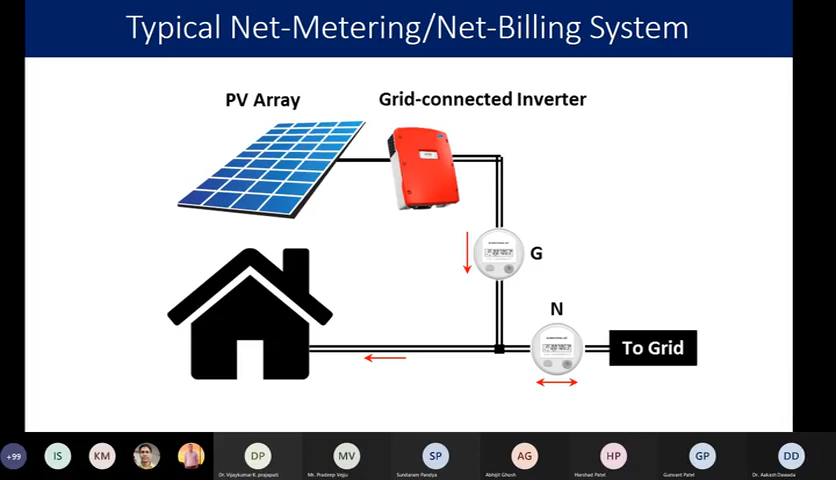 Typical Net-Metering/Net-Billing System
PV Array
Grid-connected Inverter
G
N
To Grid
+99
IS
KM
DP
MV
SP
AG
HP
GP
DD
Dr. Vijaykumar K. prajapati
Mr. Pradeep Vejju
Sundaram Pandya
Abhijit Ghosh
Harshad Patel
Gunvant Patel
Dr. Aakash Dawada